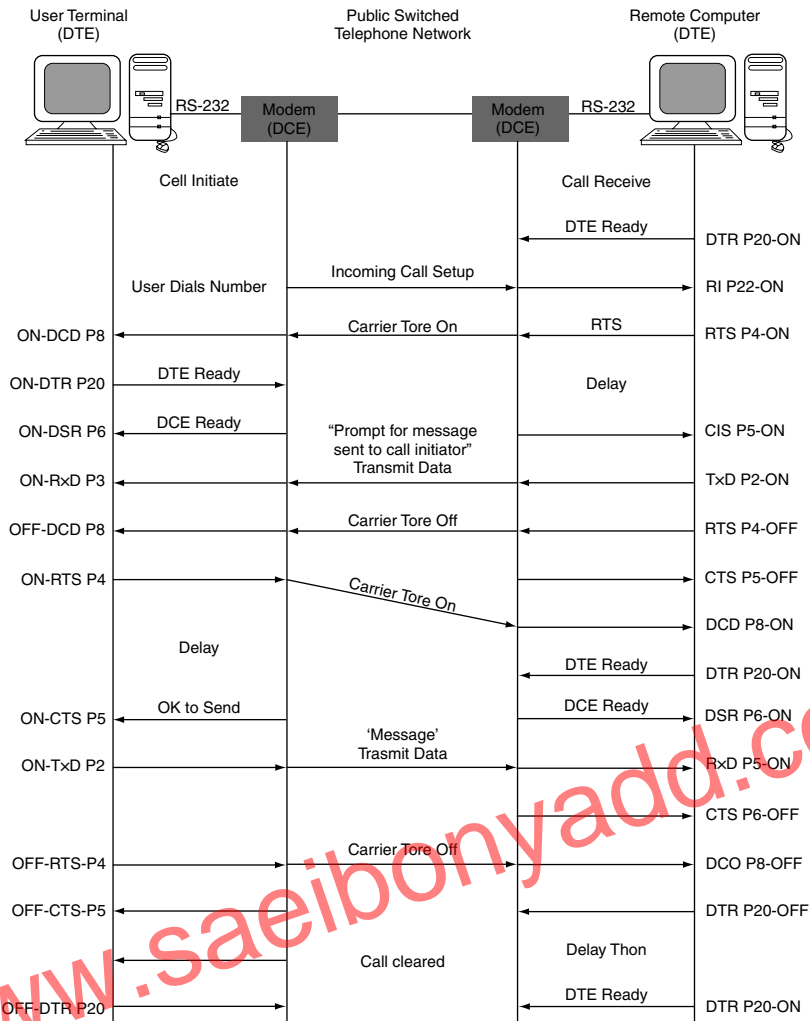 User Terminal
(DTE)
Public Switched
Telephone Network
Remote Computer
(DTE)
RS-232
Modem
(DCE)
Modem
(DCE)
RS-232
Cell Initiate
Call Receive
DTE Ready
DTR P20-ON
User Dials Number
Incoming Call Setup
RI P22-ON
ON-DCD P8
Carrier Tore On
RTS
RTS P4-ON
ON-DTR P20
DTE Ready
Delay
ON-DSR P6
DCE Ready
"Prompt for message
sent to call initiator"
Transmit Data
CIS P5-ON
ON-RxD P3
TxD P2-ON
OFF-DCD P8
Carrier Tore Off
RTS P4-OFF
ON-RTS P4
Carrier Tore On
CTS P5-OFF
DCD P8-ON
Delay
DTE Ready
DTR P20-ON
ON-CTS P5
OK to Send
DCE Ready
DSR P6-ON
ON-TxD P2
'Message'
Trasmit Data
RxD P5-ON
CTS P6-OFF
OFF-RTS-P4
Carrier Tore Off
DCO P8-OFF
OFF-CTS-P5
DTR P20-OFF
Call cleared
Delay Thon
OFF-DTR P20
DTE Ready
DTR P20-ON
www.saeibonyadd.co